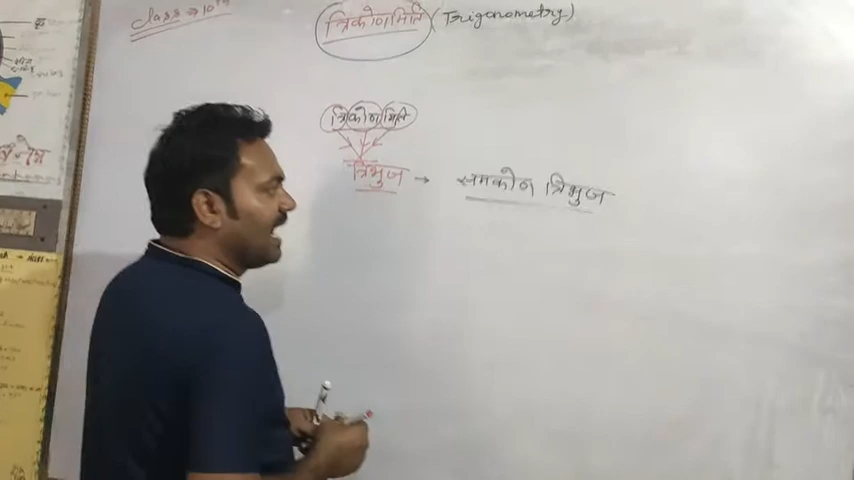 class → 10th
त्रिकोणमिति (Trigonometry)
त्रिकोणमिति
त्रिभुज → समकोण त्रिभुज